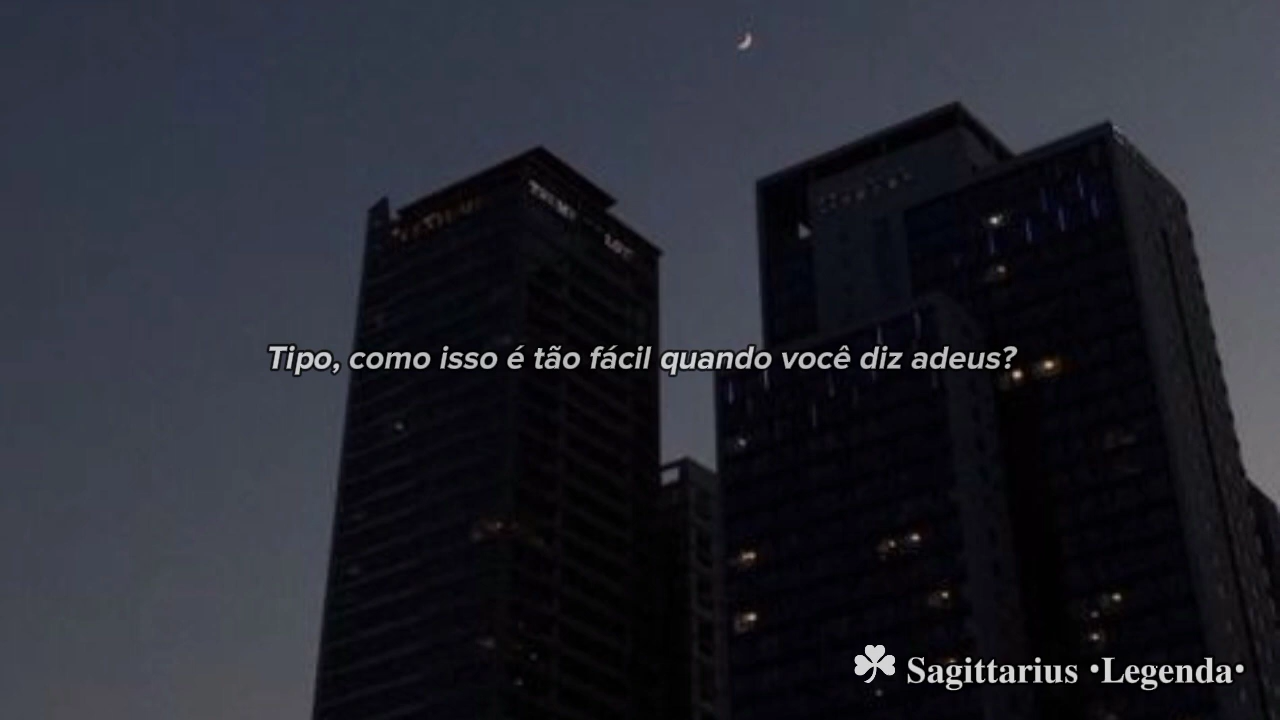 Tipo, como isso é tão fácil quando você diz adeus?
Sagittarius •Legenda•